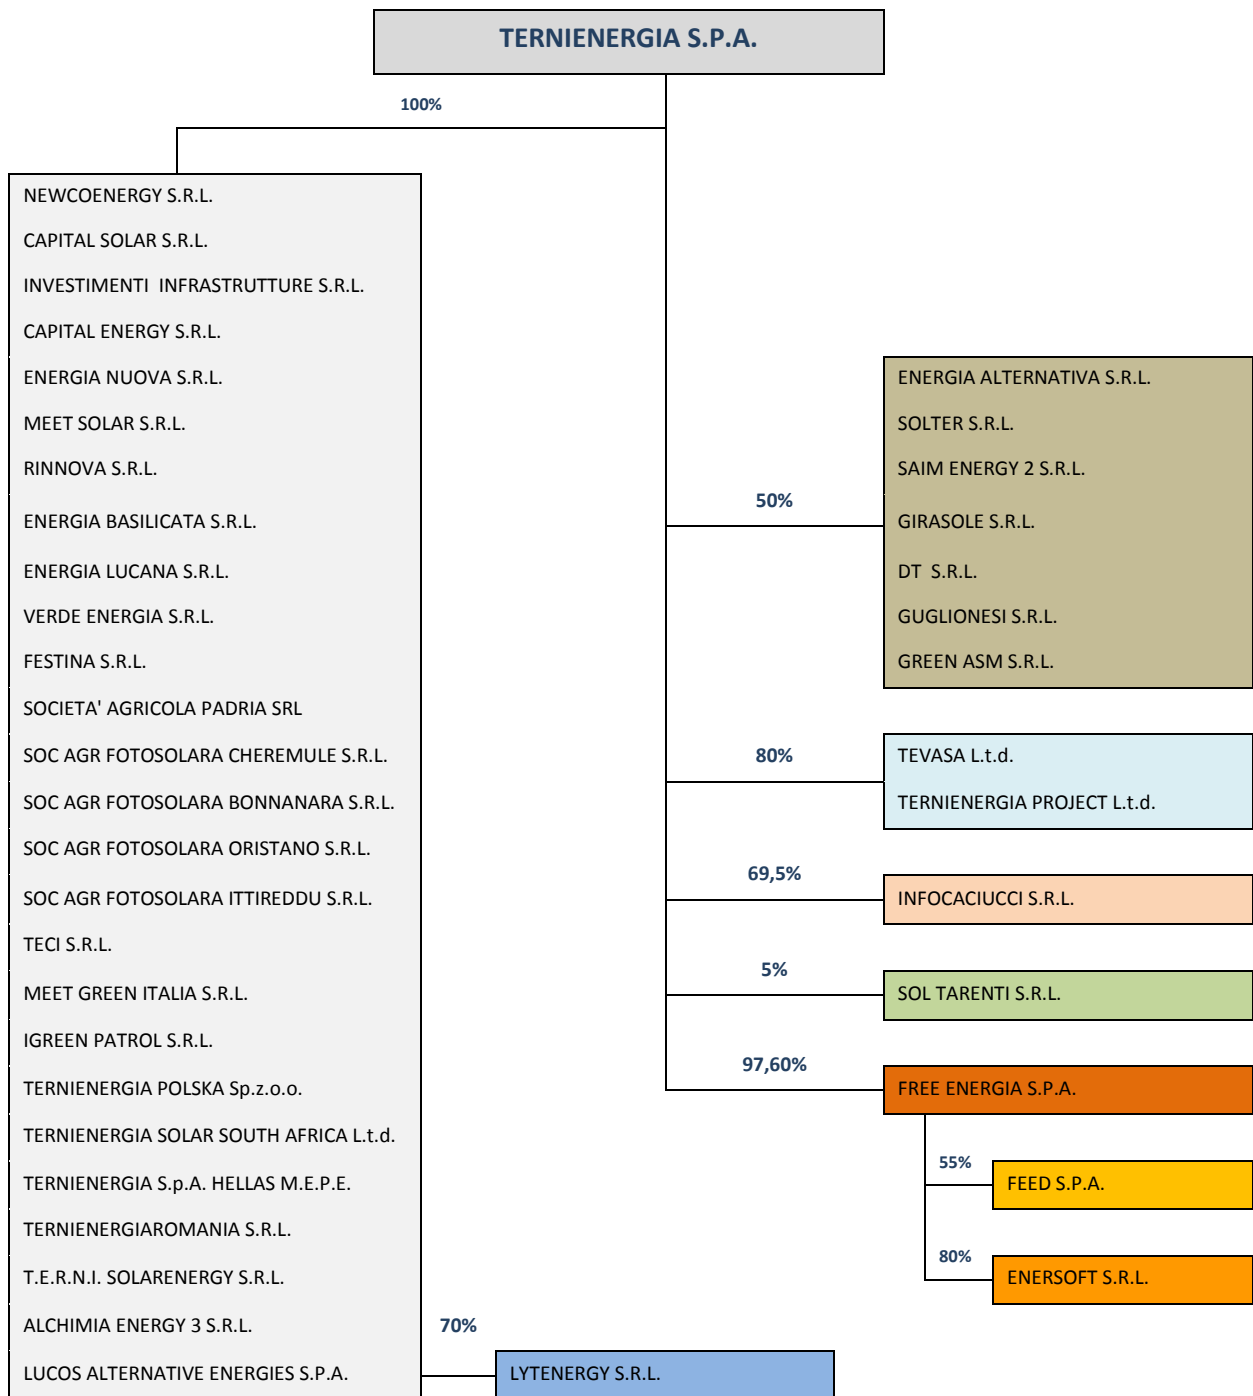 TERNIENERGIA S.P.A.
100%
NEWCOENERGY S.R.L.
CAPITAL SOLAR S.R.L.
INVESTIMENTI  INFRASTRUTTURE S.R.L.
CAPITAL ENERGY S.R.L.
ENERGIA NUOVA S.R.L.
MEET SOLAR S.R.L.
RINNOVA S.R.L.
ENERGIA BASILICATA S.R.L.
ENERGIA LUCANA S.R.L.
VERDE ENERGIA S.R.L.
FESTINA S.R.L.
SOCIETA' AGRICOLA PADRIA SRL
SOC AGR FOTOSOLARA CHEREMULE S.R.L.
SOC AGR FOTOSOLARA BONNANARA S.R.L.
SOC AGR FOTOSOLARA ORISTANO S.R.L.
SOC AGR FOTOSOLARA ITTIREDDU S.R.L.
TECI S.R.L.
MEET GREEN ITALIA S.R.L.
IGREEN PATROL S.R.L.
TERNIENERGIA POLSKA Sp.z.o.o.
TERNIENERGIA SOLAR SOUTH AFRICA L.t.d.
TERNIENERGIA S.p.A. HELLAS M.E.P.E.
TERNIENERGIAROMANIA S.R.L.
T.E.R.N.I. SOLARENERGY S.R.L.
ALCHIMIA ENERGY 3 S.R.L.
LUCOS ALTERNATIVE ENERGIES S.P.A.
70%
LYTENERGY S.R.L.
50%
ENERGIA ALTERNATIVA S.R.L.
SOLTER S.R.L.
SAIM ENERGY 2 S.R.L.
GIRASOLE S.R.L.
DT  S.R.L.
GUGLIONESI S.R.L.
GREEN ASM S.R.L.
80%
TEVASA L.t.d.
TERNIENERGIA PROJECT L.t.d.
69,5%
INFOCACIUCCI S.R.L.
5%
SOL TARENTI S.R.L.
97,60%
FREE ENERGIA S.P.A.
55%
FEED S.P.A.
80%
ENERSOFT S.R.L.